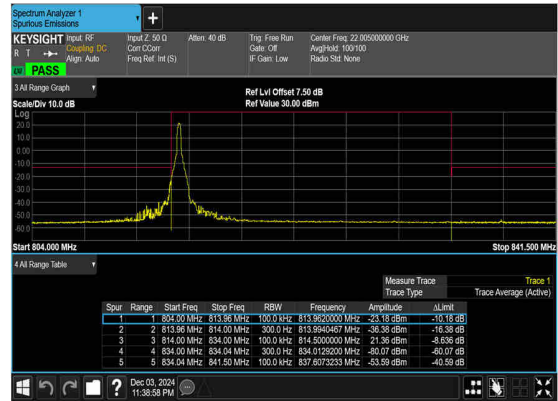 Spectrum Analyzer 1
Spurious Emissions
KEYSIGHT Input: RF Input Z: 50 Ω Atten: 40 dB Trig: Free Run Center Freq: 22.005000000 GHz
R T Coupling: DC Corr CCorr Gate: Off Avg|Hold: 100/100
Align: Auto Freq Ref: Int (S) IF Gain: Low Radio Std: None
PASS
3 All Range Graph
Ref Lvl Offset 7.50 dB
Scale/Div 10.0 dB Ref Value 30.00 dBm
Log
20.0
10.0
0.00
-10.0
-20.0
-30.0
-40.0
-50.0
-60.0
Start 804.000 MHz Stop 841.500 MHz
4 All Range Table
Measure Trace Trace 1
Trace Type Trace Average (Active)
Spur Range Start Freq Stop Freq RBW Frequency Amplitude ΔLimit
1 1 804.00 MHz 813.96 MHz 100.0 kHz 813.9620000 MHz -23.18 dBm -10.18 dB
2 2 813.96 MHz 814.00 MHz 300.0 Hz 813.9940467 MHz -36.38 dBm -16.38 dB
3 3 814.00 MHz 834.00 MHz 100.0 kHz 814.5000000 MHz 21.36 dBm -8.636 dB
4 4 834.00 MHz 834.04 MHz 300.0 Hz 834.0129200 MHz -80.07 dBm -60.07 dB
5 5 834.04 MHz 841.50 MHz 100.0 kHz 837.6073233 MHz -53.59 dBm -40.59 dB
Dec 03, 2024
11:38:58 PM